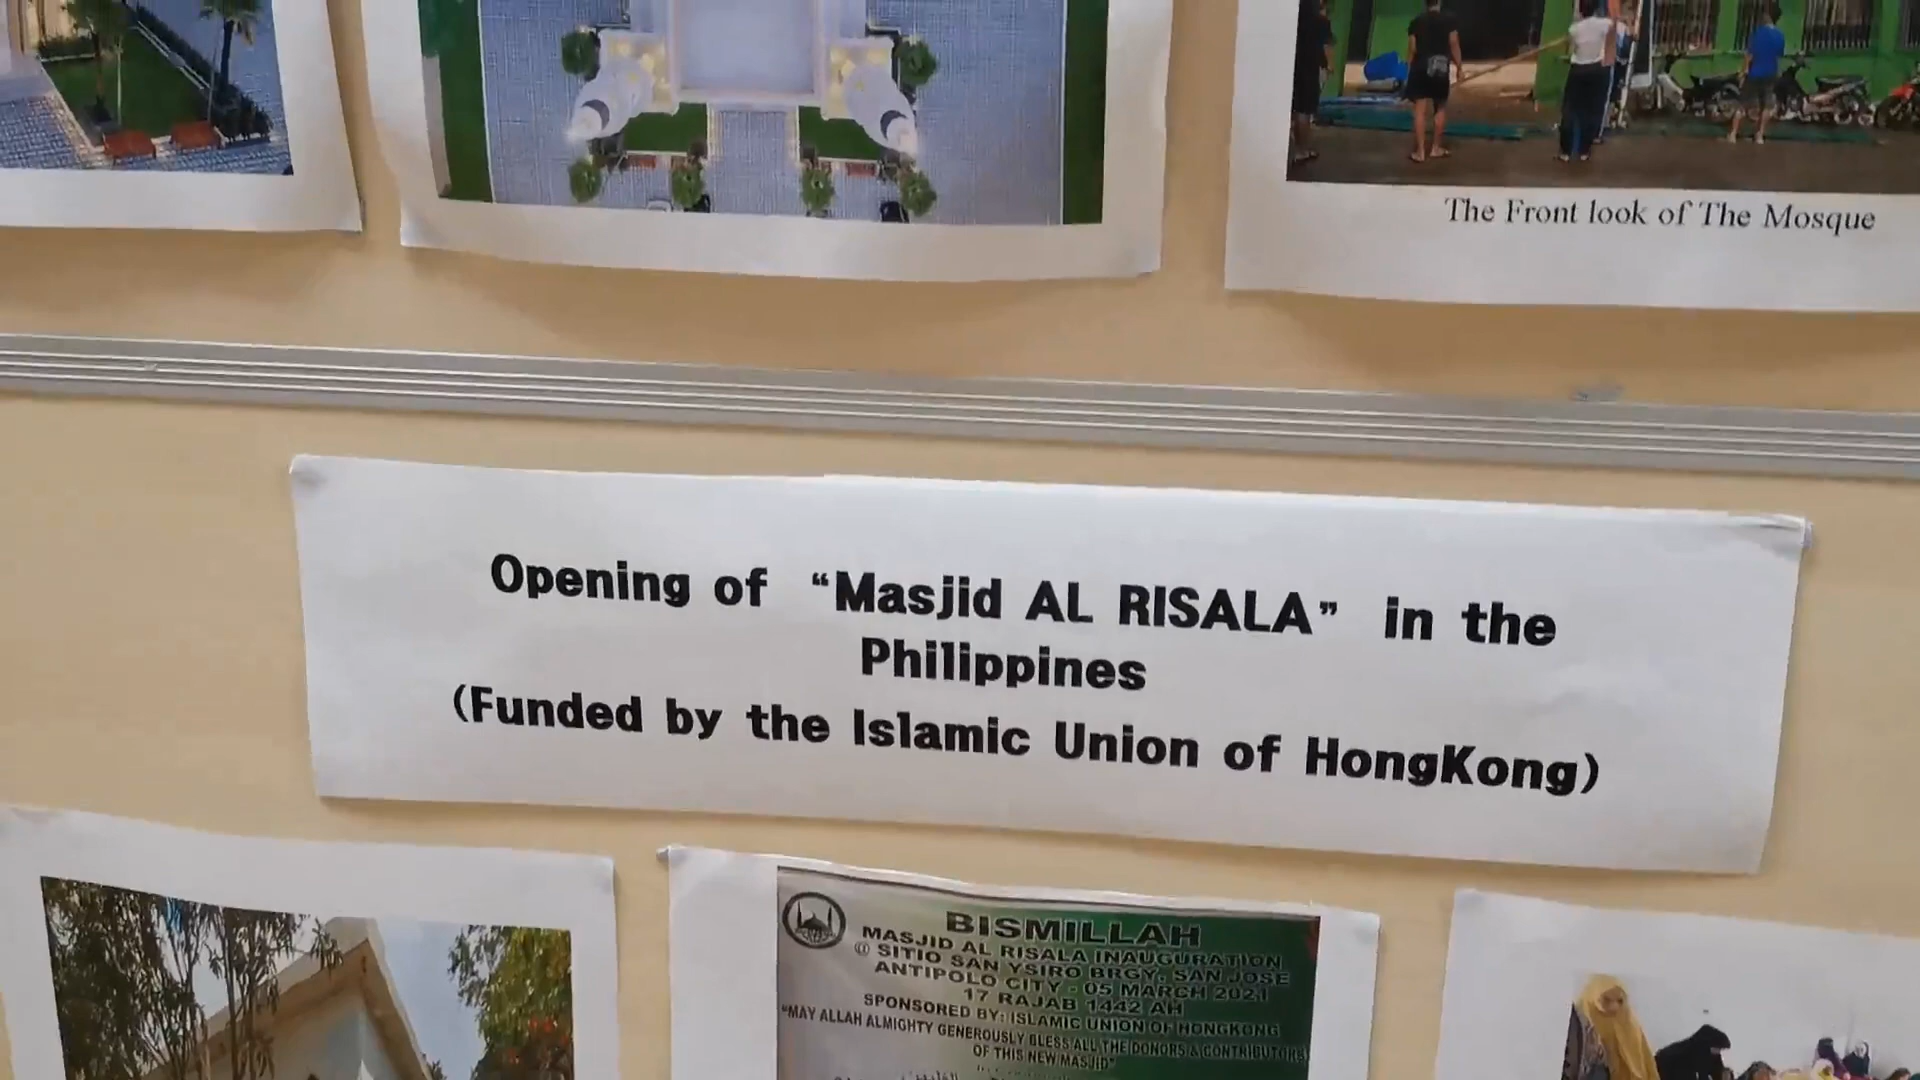 The Front look of The Mosque
Opening of “Masjid AL RISALA” in the
Philippines
(Funded by the Islamic Union of HongKong)
BISMILLAH
MASJID AL RISALA INAUGURATION
@ SITIO SAN YSIRO BRGY. SAN JOSE
ANTIPOLO CITY - 05 MARCH 2021
17 RAJAB 1442 AH
SPONSORED BY: ISLAMIC UNION OF HONGKONG
"MAY ALLAH ALMIGHTY GENEROUSLY BLESS ALL THE DONORS & CONTRIBUTORS
OF THIS NEW MASJID"